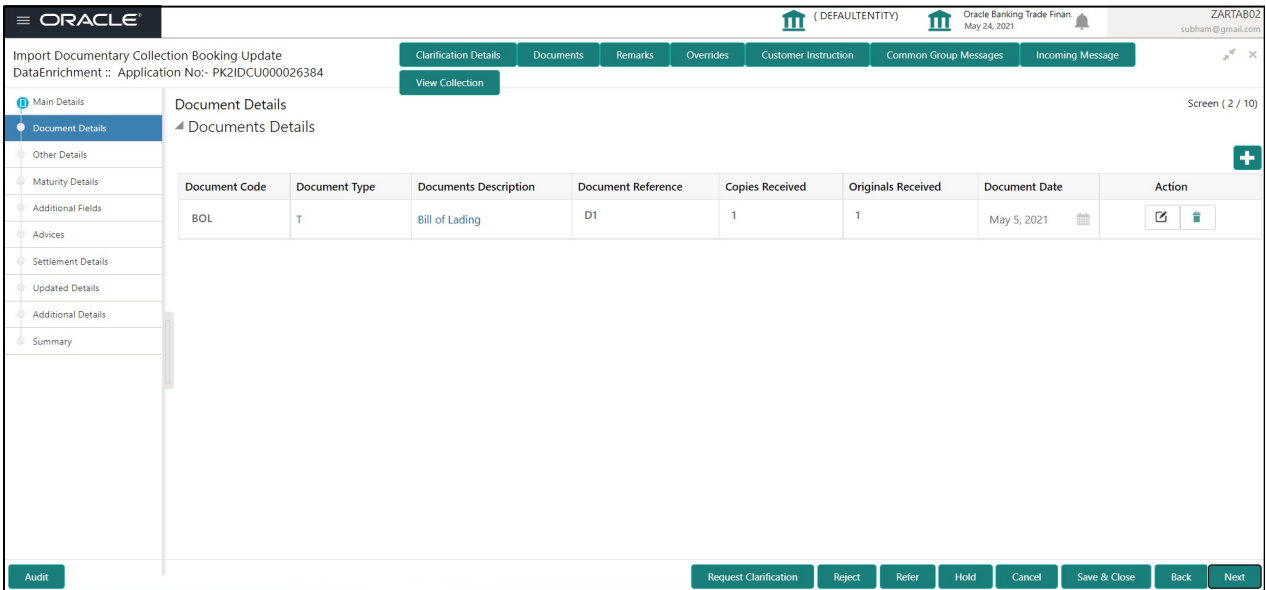 ORACLE®
( DEFAULTENTITY)
Oracle Banking Trade Finan.
May 24, 2021
ZARTAB02
subham@gmail.com
Import Documentary Collection Booking Update
DataEnrichment :: Application No:- PK2IDCU000026384
Clarification Details
Documents
Remarks
Overrides
Customer Instruction
Common Group Messages
Incoming Message
View Collection
Main Details
Document Details
Other Details
Maturity Details
Additional Fields
Advices
Settlement Details
Updated Details
Additional Details
Summary
Document Details
Screen ( 2 / 10)
Documents Details
Document Code Document Type Documents Description Document Reference Copies Received Originals Received Document Date Action
BOL T Bill of Lading D1 1 1 May 5, 2021
Audit
Request Clarification
Reject
Refer
Hold
Cancel
Save & Close
Back
Next